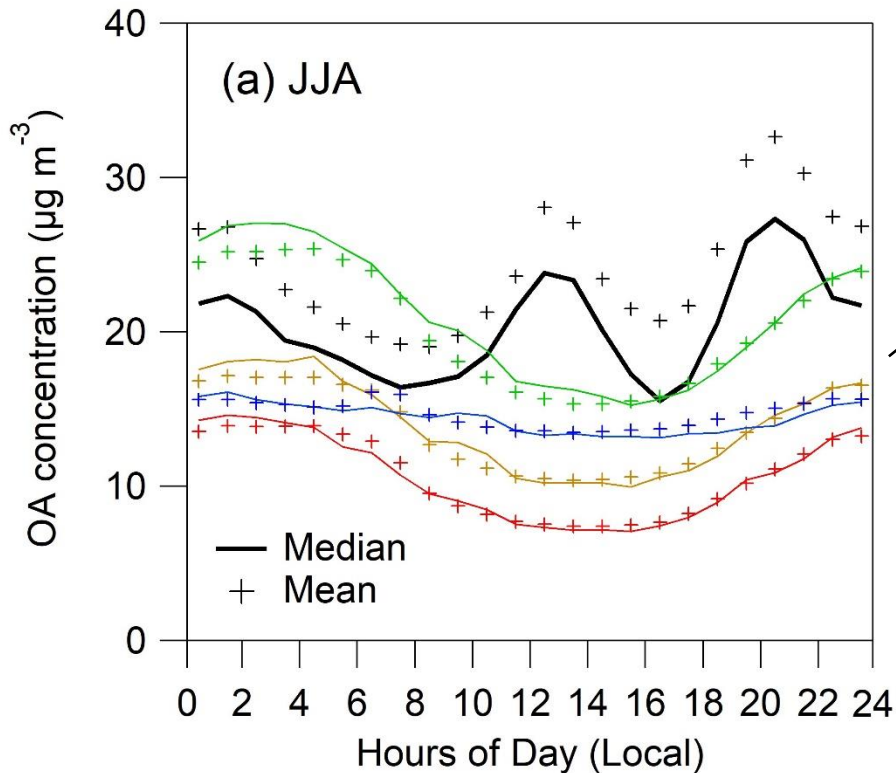 40
30
20
10
0
OA concentration (µg m⁻³)
(a) JJA
Median
Mean
0 2 4 6 8 10 12 14 16 18 20 22 24
Hours of Day (Local)